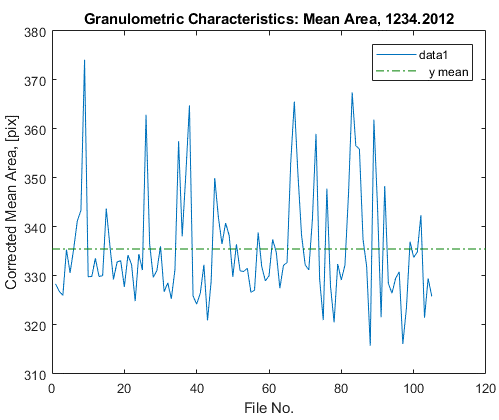 Granulometric Characteristics: Mean Area, 1234.2012
380
data1
y mean
370
360
350
340
330
320
310
Corrected Mean Area, [pix]
0 20 40 60 80 100 120
File No.